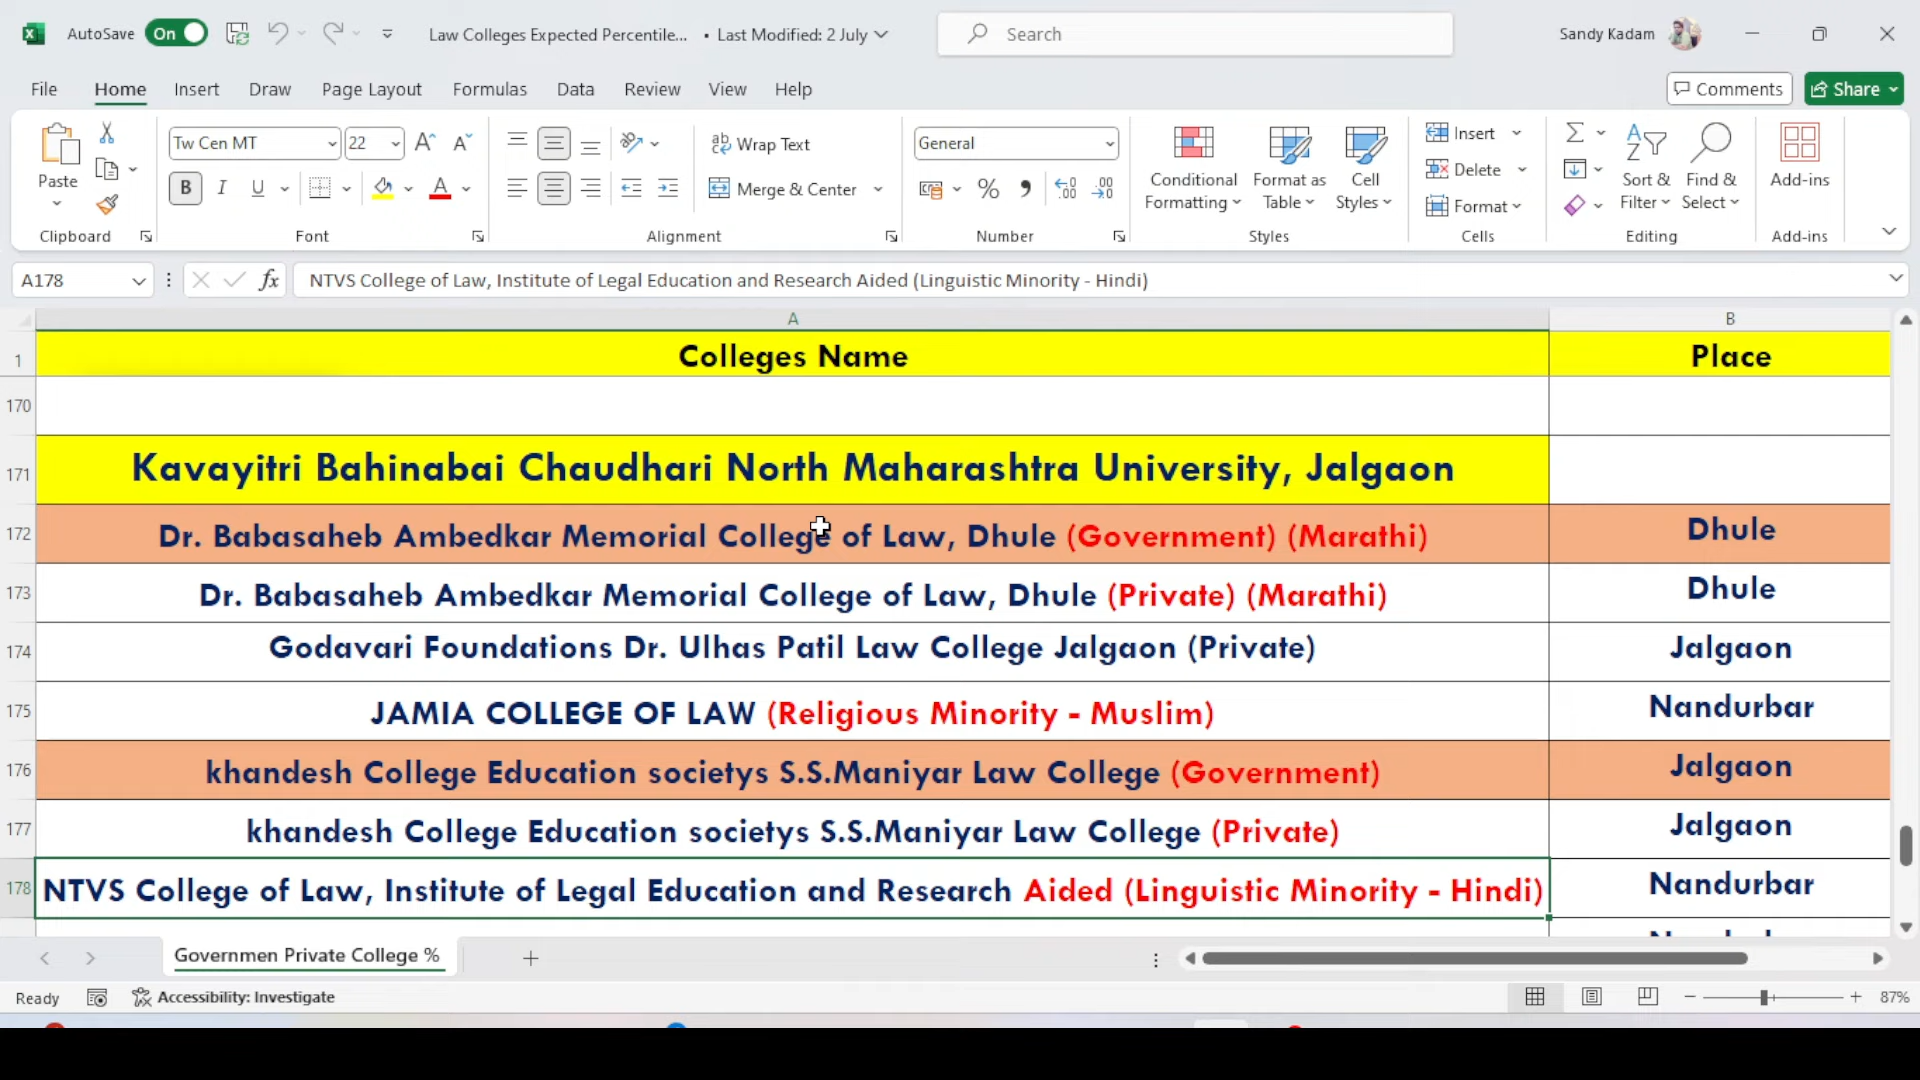 AutoSave On Law Colleges Expected Percentile... • Last Modified: 2 July Search Sandy Kadam
File Home Insert Draw Page Layout Formulas Data Review View Help Comments Share
Paste
Tw Cen MT 22
B I U
Wrap Text
Merge & Center
General
Conditional Formatting
Format as Table
Cell Styles
Insert
Delete
Format
Sort & Filter
Find & Select
Add-ins
Clipboard Font Alignment Number Styles Cells Editing Add-ins
A178 fx NTVS College of Law, Institute of Legal Education and Research Aided (Linguistic Minority - Hindi)
A B
1 Colleges Name Place
170
171 Kavayitri Bahinabai Chaudhari North Maharashtra University, Jalgaon
172 Dr. Babasaheb Ambedkar Memorial College of Law, Dhule (Government) (Marathi) Dhule
173 Dr. Babasaheb Ambedkar Memorial College of Law, Dhule (Private) (Marathi) Dhule
174 Godavari Foundations Dr. Ulhas Patil Law College Jalgaon (Private) Jalgaon
175 JAMIA COLLEGE OF LAW (Religious Minority - Muslim) Nandurbar
176 khandesh College Education societys S.S.Maniyar Law College (Government) Jalgaon
177 khandesh College Education societys S.S.Maniyar Law College (Private) Jalgaon
178 NTVS College of Law, Institute of Legal Education and Research Aided (Linguistic Minority - Hindi) Nandurbar
Governmen Private College %
Ready Accessibility: Investigate 87%